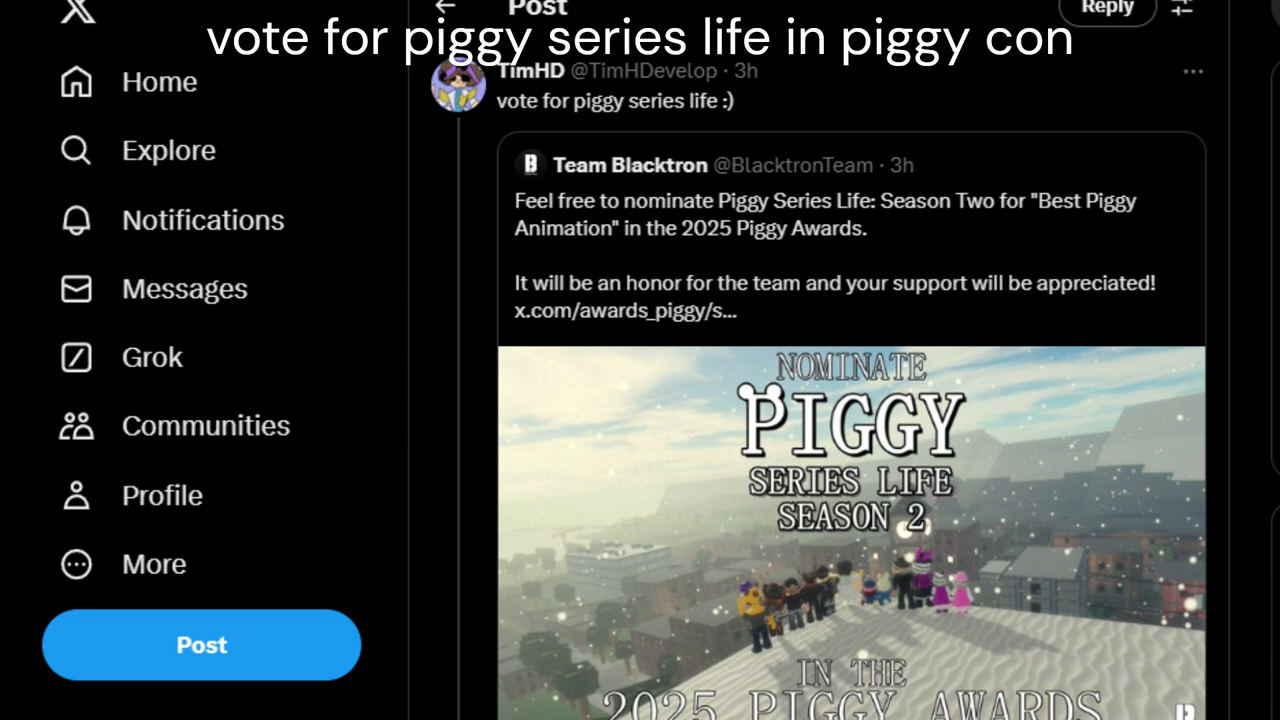 Post
Reply
vote for piggy series life in piggy con
TimHD @TimHDevelop · 3h
vote for piggy series life :)
Home
Explore
Notifications
Messages
Grok
Communities
Profile
More
Post
Team Blacktron @BlacktronTeam · 3h
Feel free to nominate Piggy Series Life: Season Two for "Best Piggy
Animation" in the 2025 Piggy Awards.
It will be an honor for the team and your support will be appreciated!
x.com/awards_piggy/s...
NOMINATE
PIGGY
SERIES LIFE
SEASON 2
IN THE
2025 PIGGY AWARDS
B